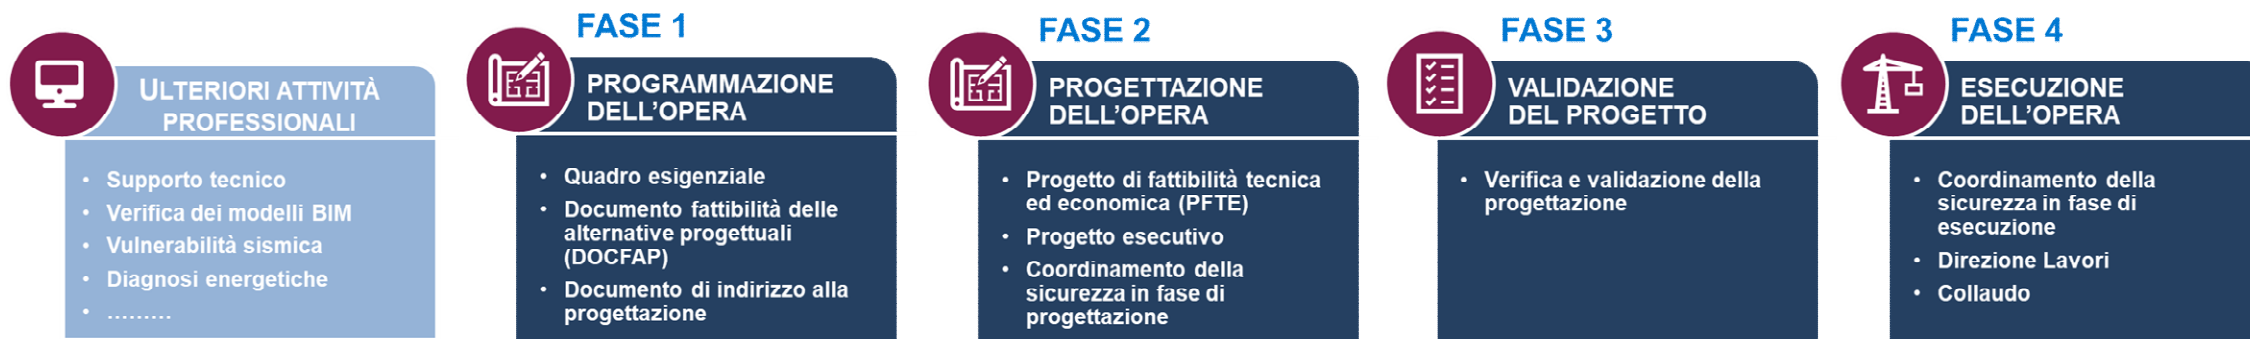 ULTERIORI ATTIVITÀ
PROFESSIONALI
• Supporto tecnico
• Verifica dei modelli BIM
• Vulnerabilità sismica
• Diagnosi energetiche
• .........
FASE 1
PROGRAMMAZIONE
DELL'OPERA
• Quadro esigenziale
• Documento fattibilità delle
alternative progettuali
(DOCFAP)
• Documento di indirizzo alla
progettazione
FASE 2
PROGETTAZIONE
DELL'OPERA
• Progetto di fattibilità tecnica
ed economica (PFTE)
• Progetto esecutivo
• Coordinamento della
sicurezza in fase di
progettazione
FASE 3
VALIDAZIONE
DEL PROGETTO
• Verifica e validazione della
progettazione
FASE 4
ESECUZIONE
DELL'OPERA
• Coordinamento della
sicurezza in fase di
esecuzione
• Direzione Lavori
• Collaudo